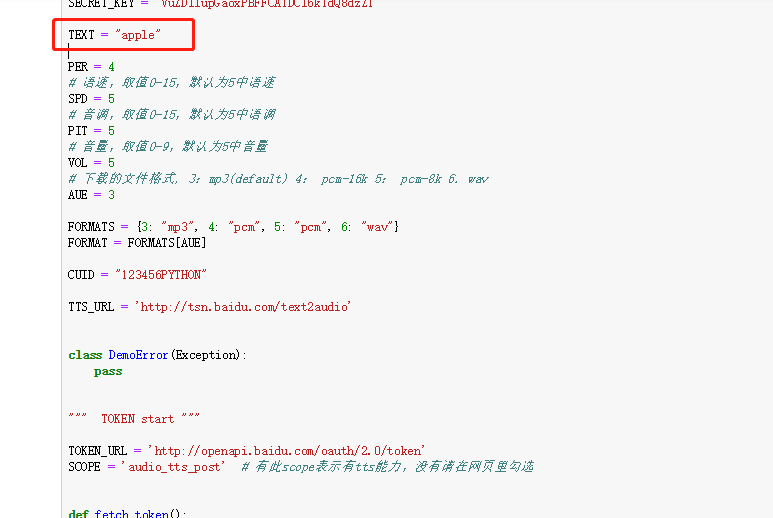 TEXT = "apple"
PER = 4
# 语速，取值0-15，默认为5中语速
SPD = 5
# 音调，取值0-15，默认为5中语调
PIT = 5
# 音量，取值0-9，默认为5中音量
VOL = 5
# 下载的文件格式, 3：mp3(default) 4： pcm-16k 5： pcm-8k 6. wav
AUE = 3
FORMATS = {3: "mp3", 4: "pcm", 5: "pcm", 6: "wav"}
FORMAT = FORMATS[AUE]
CUID = "123456PYTHON"
TTS_URL = 'http://tsn.baidu.com/text2audio'
class DemoError(Exception):
pass
""" TOKEN start """
TOKEN_URL = 'http://openapi.baidu.com/oauth/2.0/token'
SCOPE = 'audio_tts_post' # 有此scope表示有tts能力，没有请在网页里勾选
def fetch_token():